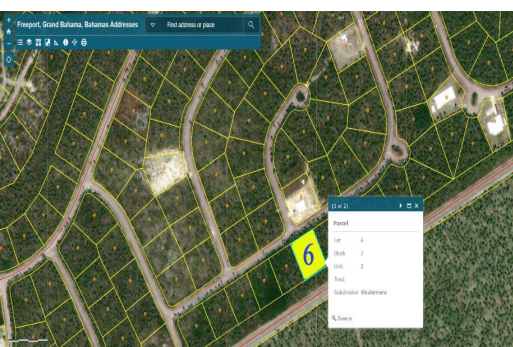 Freeport, Grand Bahama, Bahamas Addresses
Find address or place
(1 of 2)
Parcel
Lot 6
Block 7
Unit 3
Tract
Subdivision Windermere
Zoom to
6